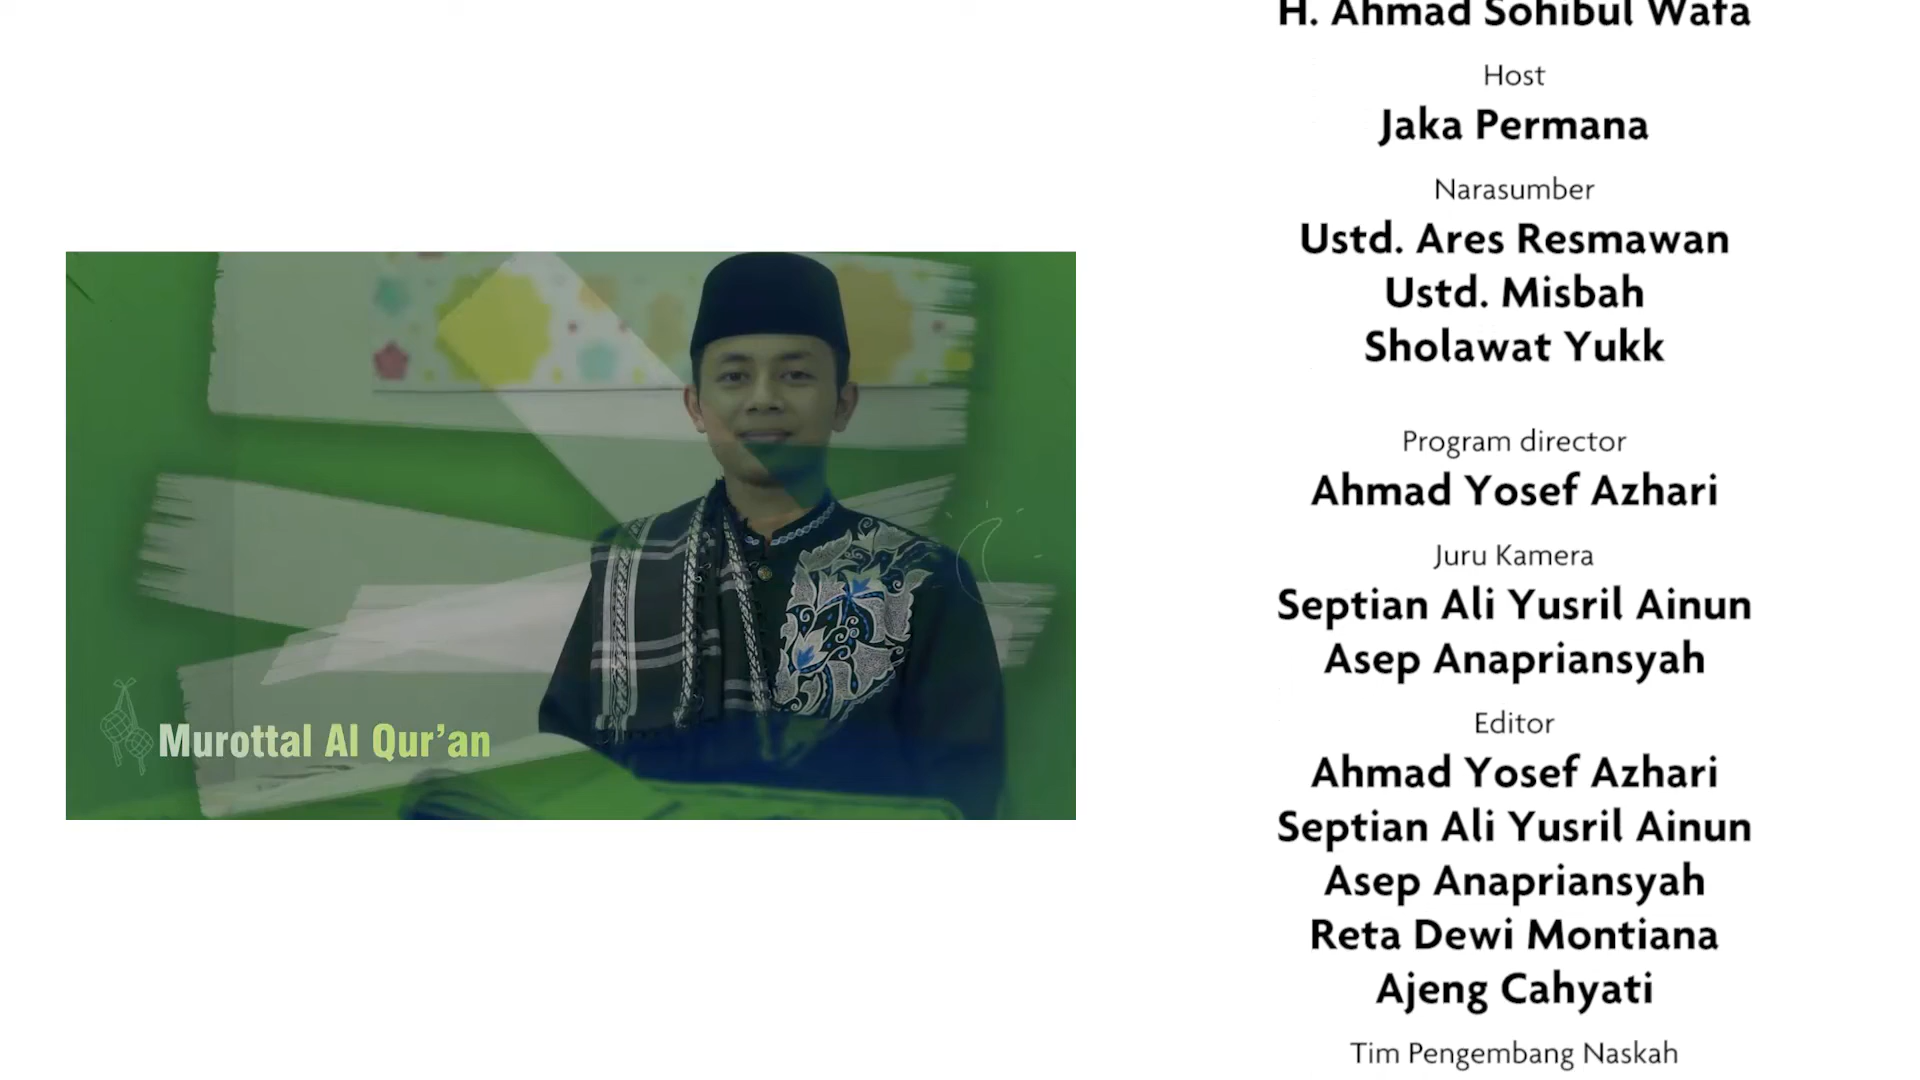 H. Ahmad Sohibul Wafa
Host
Jaka Permana
Narasumber
Ustd. Ares Resmawan
Ustd. Misbah
Sholawat Yukk
Program director
Ahmad Yosef Azhari
Juru Kamera
Septian Ali Yusril Ainun
Asep Anapriansyah
Editor
Ahmad Yosef Azhari
Septian Ali Yusril Ainun
Asep Anapriansyah
Reta Dewi Montiana
Ajeng Cahyati
Tim Pengembang Naskah
Murottal Al Qur’an